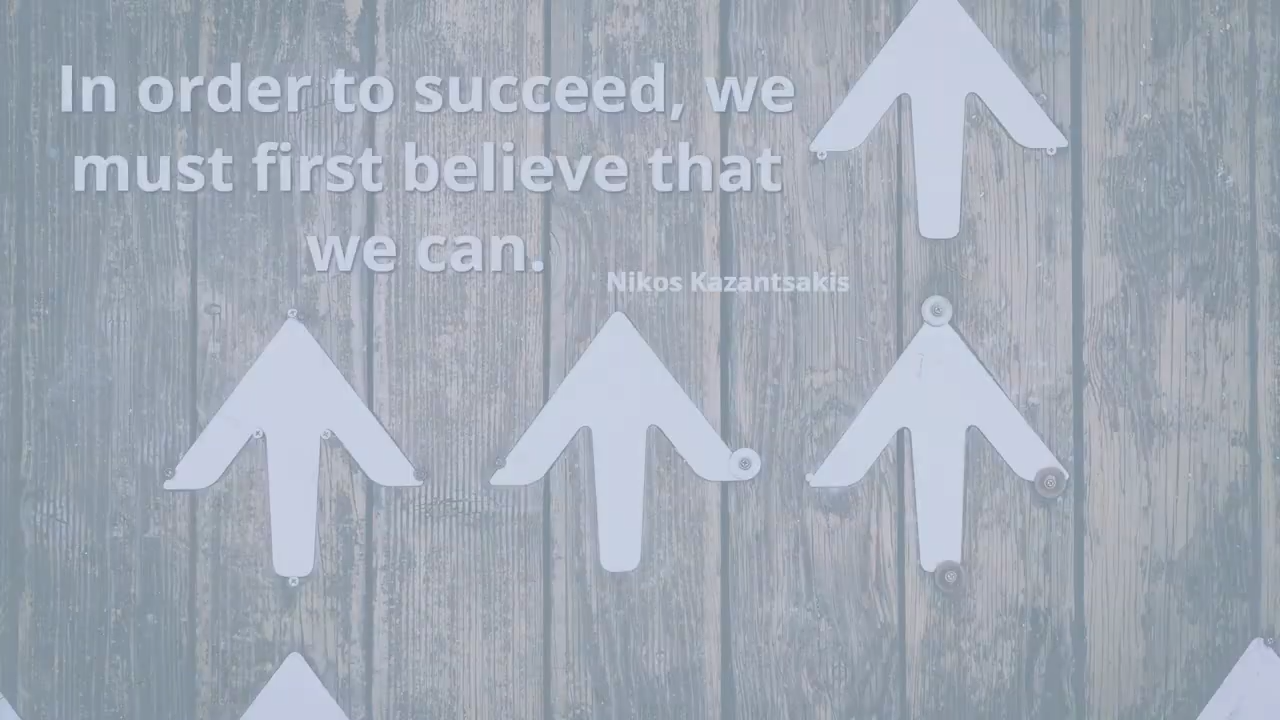 In order to succeed, we
must first believe that
we can.
Nikos Kazantsakis